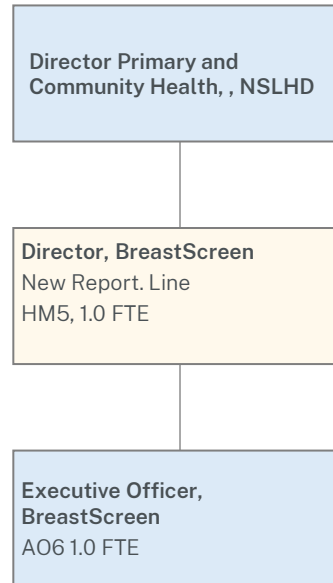 Director Primary and
Community Health, , NSLHD
Director, BreastScreen
New Report. Line
HM5, 1.0 FTE
Executive Officer,
BreastScreen
AO6 1.0 FTE